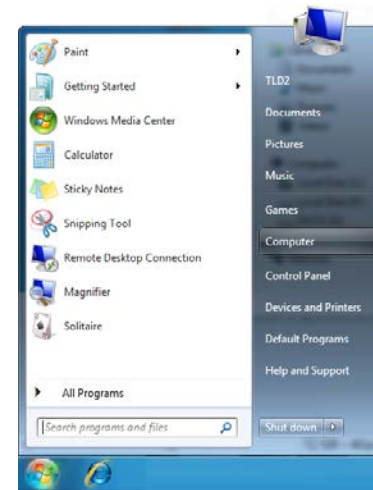 Paint
Getting Started
Windows Media Center
Calculator
Sticky Notes
Snipping Tool
Remote Desktop Connection
Magnifier
Solitaire
All Programs
Search programs and files
TLD2
Documents
Pictures
Music
Games
Computer
Control Panel
Devices and Printers
Default Programs
Help and Support
Shut down